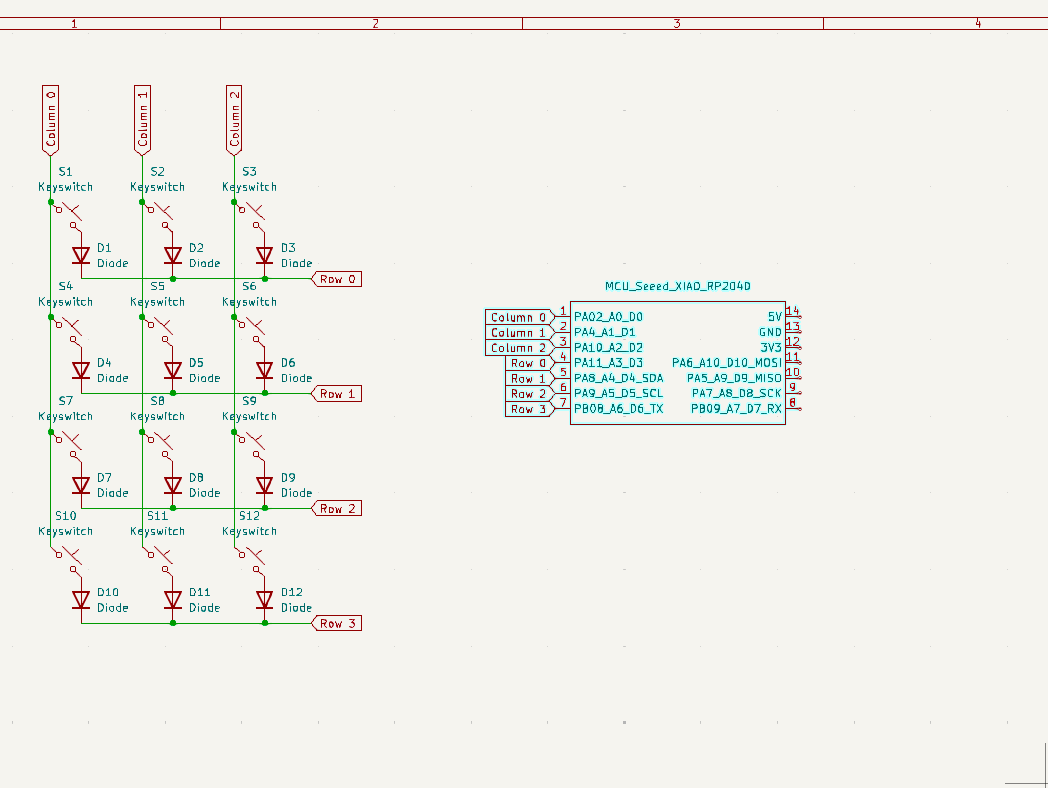 1 2 3 4
Column 0 Column 1 Column 2
S1 S2 S3
Keyswitch Keyswitch Keyswitch
D1 D2 D3
Diode Diode Diode
Row 0
S4 S5 S6
Keyswitch Keyswitch Keyswitch
D4 D5 D6
Diode Diode Diode
Row 1
S7 S8 S9
Keyswitch Keyswitch Keyswitch
D7 D8 D9
Diode Diode Diode
Row 2
S10 S11 S12
Keyswitch Keyswitch Keyswitch
D10 D11 D12
Diode Diode Diode
Row 3
MCU_Seeed_XIAO_RP2040
Column 0 1 PA02_A0_D0 5V 14
Column 1 2 PA4_A1_D1 GND 13
Column 2 3 PA10_A2_D2 3V3 12
Row 0 4 PA11_A3_D3 PA6_A10_D10_MOSI 11
Row 1 5 PA8_A4_D4_SDA PA5_A9_D9_MISO 10
Row 2 6 PA9_A5_D5_SCL PA7_A8_D8_SCK 9
Row 3 7 PB08_A6_D6_TX PB09_A7_D7_RX 8